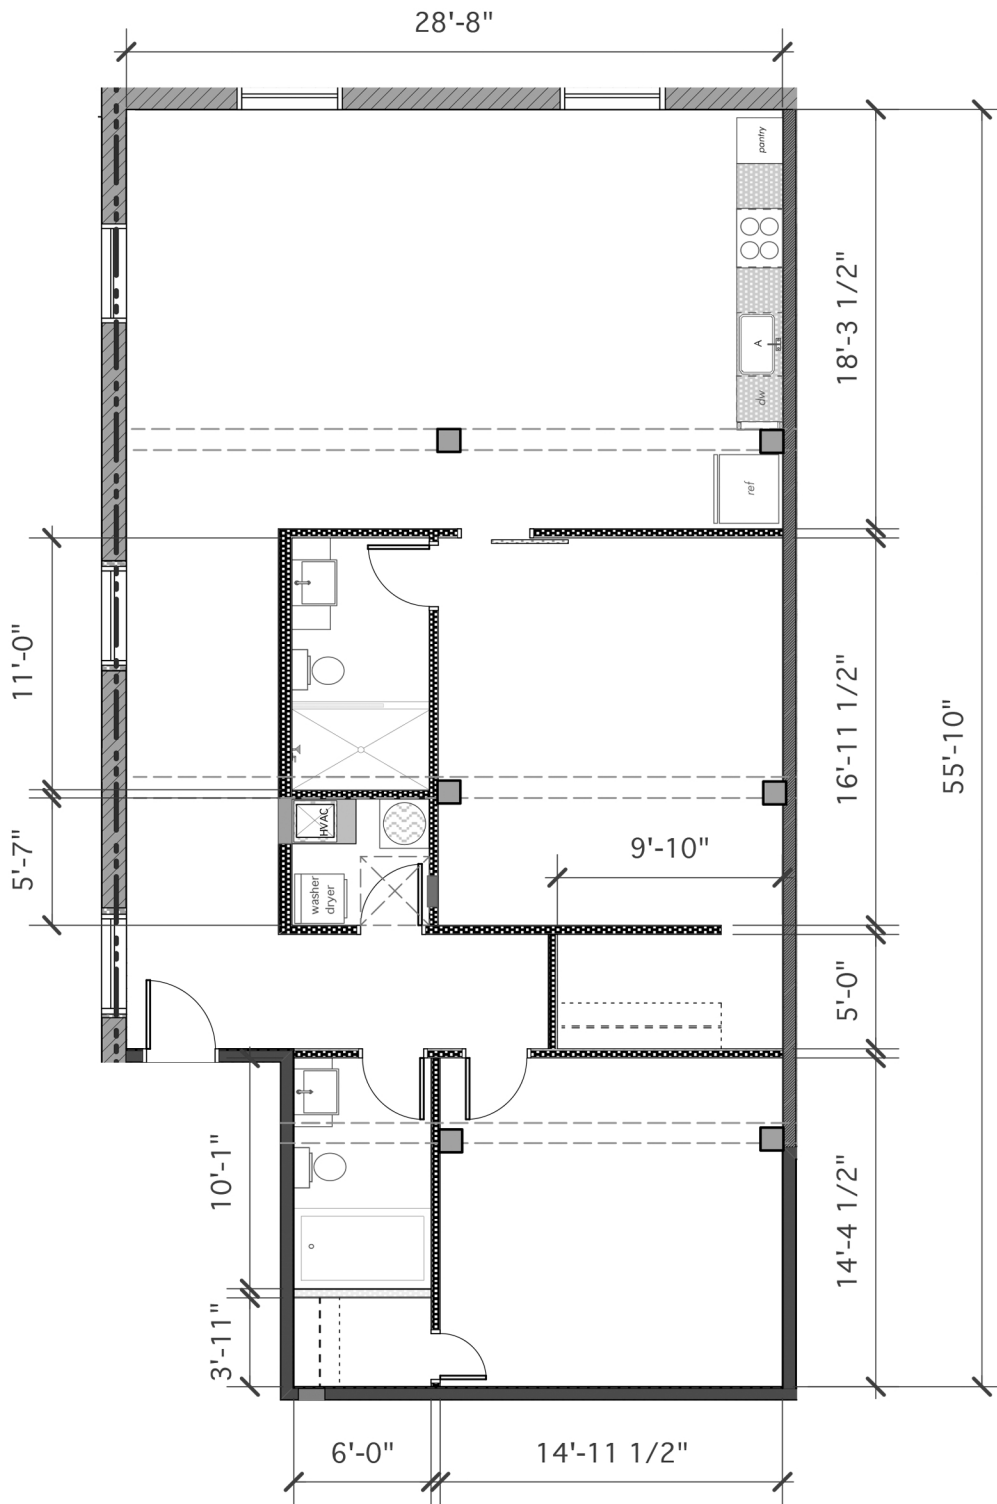 28'-8"
pantry
18'-3 1/2"
A
dw
ref
11'-0"
16'-11 1/2"
55'-10"
HVAC
5'-7"
9'-10"
washer
dryer
5'-0"
10'-1"
14'-4 1/2"
3'-11"
6'-0"
14'-11 1/2"